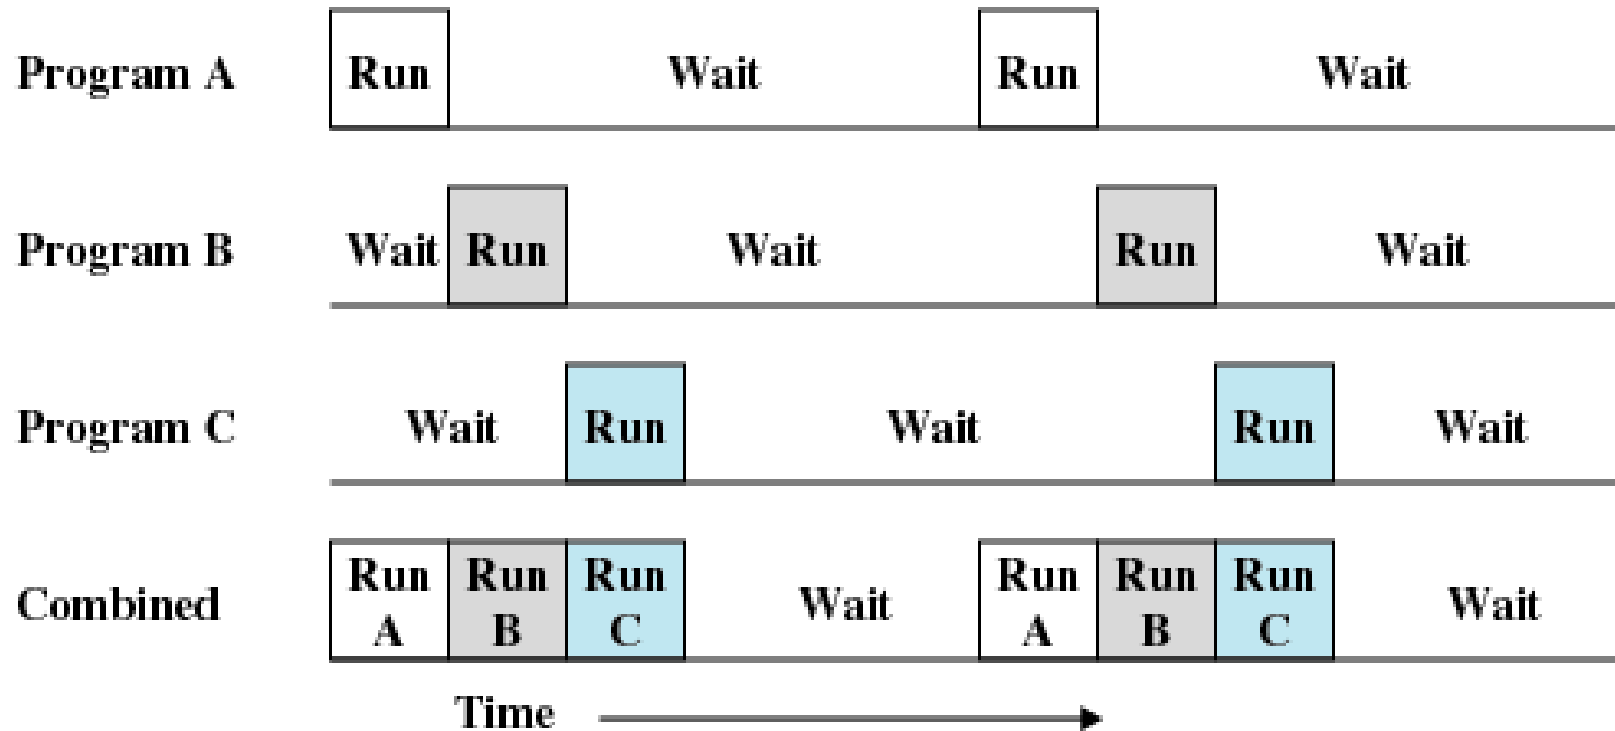 Program A Run Wait Run Wait
Program B Wait Run Wait Run Wait
Program C Wait Run Wait Run Wait
Combined Run A Run B Run C Wait Run A Run B Run C Wait
Time